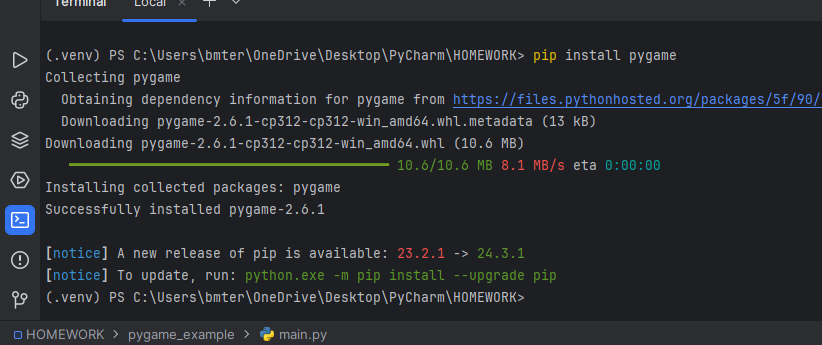 Terminal Local
(.venv) PS C:\Users\bmter\OneDrive\Desktop\PyCharm\HOMEWORK> pip install pygame
Collecting pygame
Obtaining dependency information for pygame from https://files.pythonhosted.org/packages/5f/90/
Downloading pygame-2.6.1-cp312-cp312-win_amd64.whl.metadata (13 kB)
Downloading pygame-2.6.1-cp312-cp312-win_amd64.whl (10.6 MB)
10.6/10.6 MB 8.1 MB/s eta 0:00:00
Installing collected packages: pygame
Successfully installed pygame-2.6.1
[notice] A new release of pip is available: 23.2.1 -> 24.3.1
[notice] To update, run: python.exe -m pip install --upgrade pip
(.venv) PS C:\Users\bmter\OneDrive\Desktop\PyCharm\HOMEWORK>
HOMEWORK > pygame_example > main.py